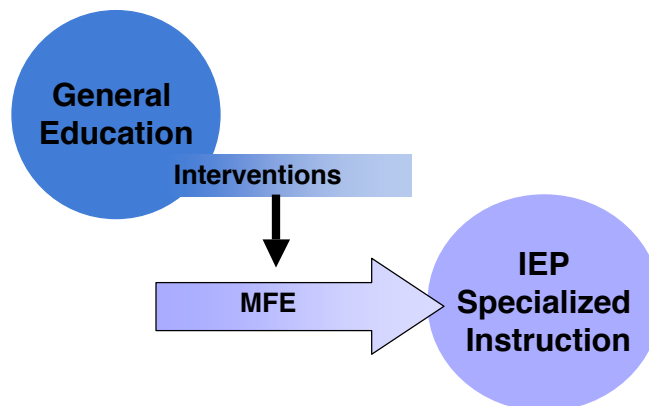 General
Education
Interventions
MFE
IEP
Specialized
Instruction